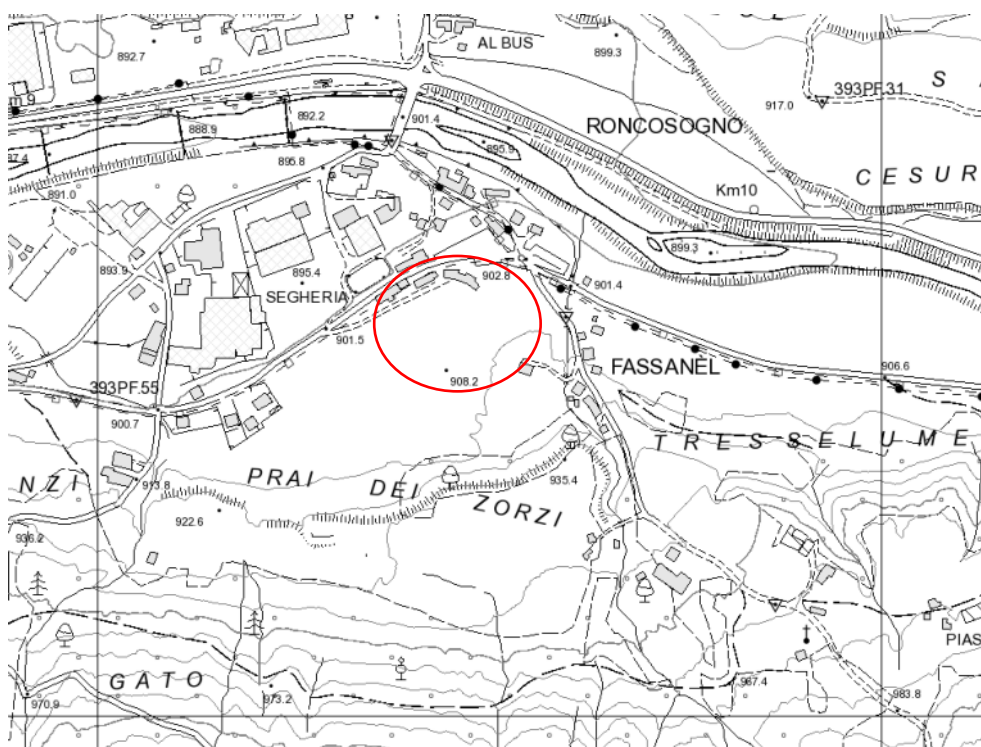 892.7
AL BUS
899.3
393PF.31
917.0
S
892.2
888.9
901.4
RONCOSOGNO
895.8
895.9
CESUR
891.0
Km10
899.3
893.9
895.4
902.8
901.4
SEGHERIA
901.5
FASSANÈL
906.6
908.2
393PF.55
900.7
TRESSELUME
NZI
913.8
PRAI DEI ZORZI
935.4
922.6
936.2
PIAS
GATO
973.2
967.4
983.8
970.9